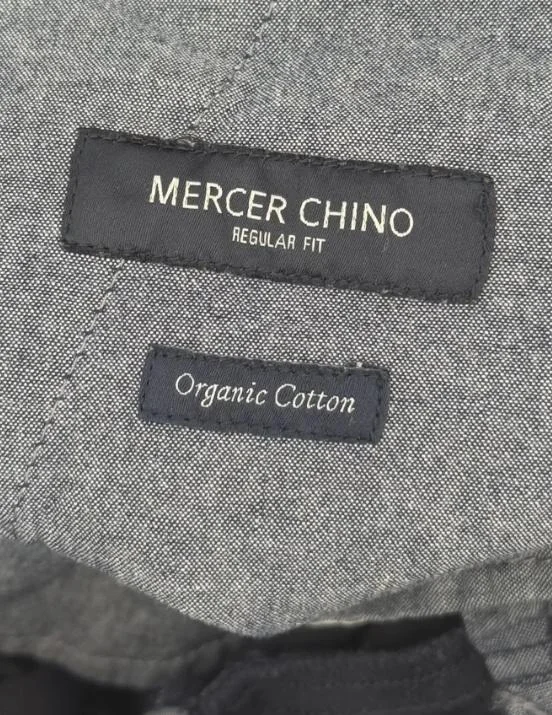 MERCER CHINO
REGULAR FIT
Organic Cotton